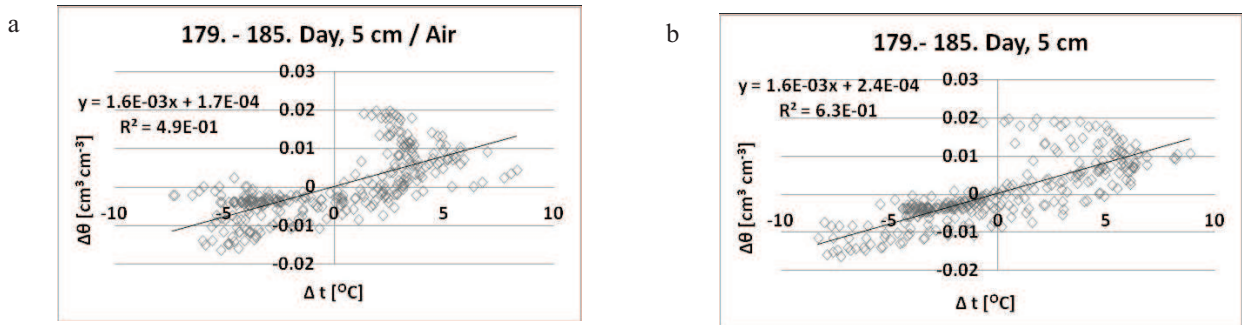 a
179. - 185. Day, 5 cm / Air
0.03
y = 1.6E-03x + 1.7E-04
0.02
R² = 4.9E-01
0.01
Δθ [cm³ cm⁻³]
0
-10 -5 0 5 10
-0.01
-0.02
Δ t [⁰C]
b
179.- 185. Day, 5 cm
0.03
y = 1.6E-03x + 2.4E-04
0.02
R² = 6.3E-01
0.01
Δθ [cm³ cm⁻³]
0
-10 -5 0 5 10
-0.01
-0.02
Δ t [⁰C]